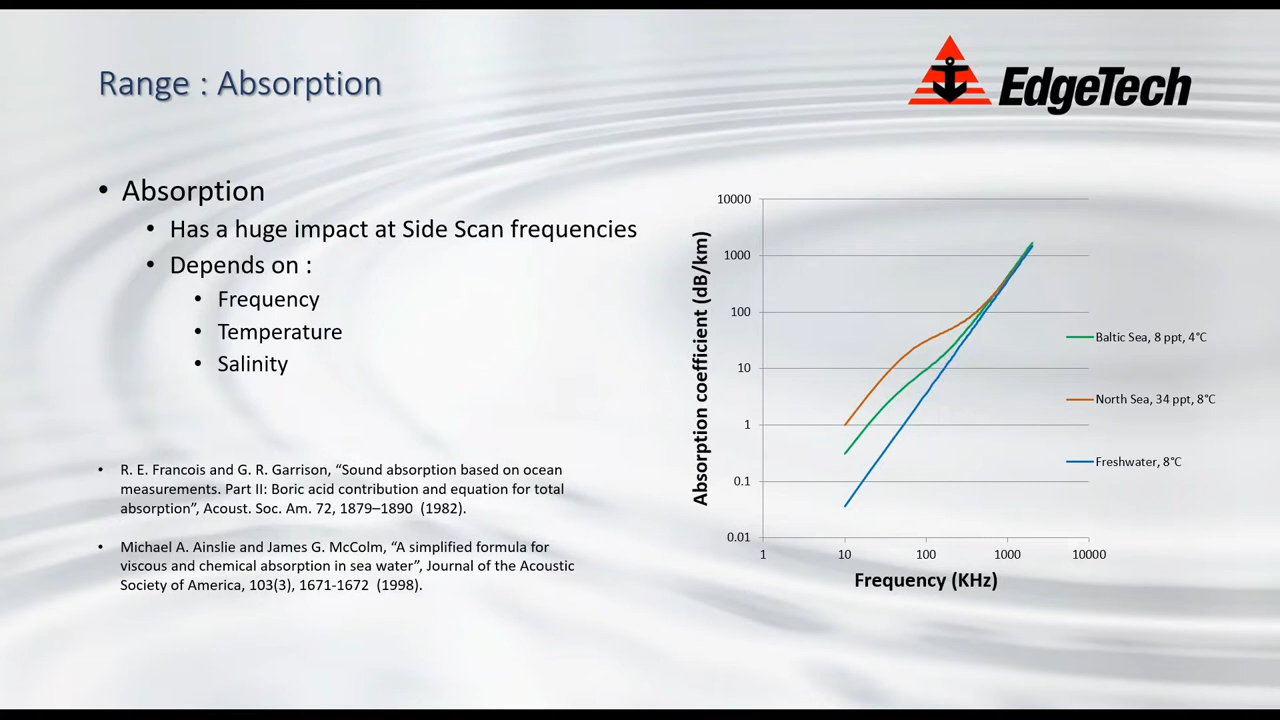 Range : Absorption
EdgeTech
• Absorption
• Has a huge impact at Side Scan frequencies
• Depends on :
• Frequency
• Temperature
• Salinity
• R. E. Francois and G. R. Garrison, “Sound absorption based on ocean
measurements. Part II: Boric acid contribution and equation for total
absorption”, Acoust. Soc. Am. 72, 1879–1890 (1982).
• Michael A. Ainslie and James G. McColm, “A simplified formula for
viscous and chemical absorption in sea water”, Journal of the Acoustic
Society of America, 103(3), 1671-1672 (1998).
Absorption coefficient (dB/km)
10000
1000
100
10
1
0.1
0.01
1 10 100 1000 10000
Frequency (KHz)
Baltic Sea, 8 ppt, 4°C
North Sea, 34 ppt, 8°C
Freshwater, 8°C